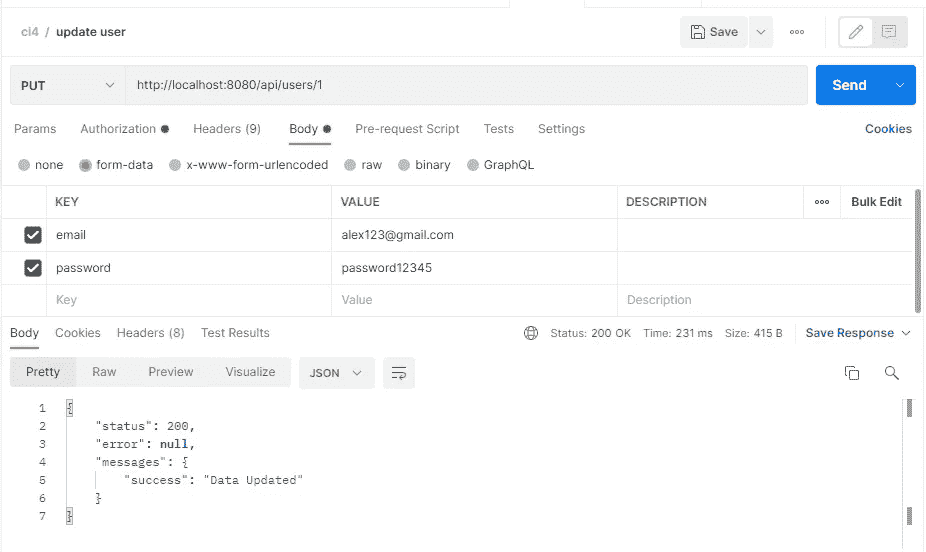 ci4 / update user
Save
PUT
http://localhost:8080/api/users/1
Send
Params Authorization Headers (9) Body Pre-request Script Tests Settings Cookies
none form-data x-www-form-urlencoded raw binary GraphQL
KEY VALUE DESCRIPTION Bulk Edit
email alex123@gmail.com
password password12345
Key Value Description
Body Cookies Headers (8) Test Results Status: 200 OK Time: 231 ms Size: 415 B Save Response
Pretty Raw Preview Visualize JSON
1 {
2 "status": 200,
3 "error": null,
4 "messages": {
5 "success": "Data Updated"
6 }
7 }